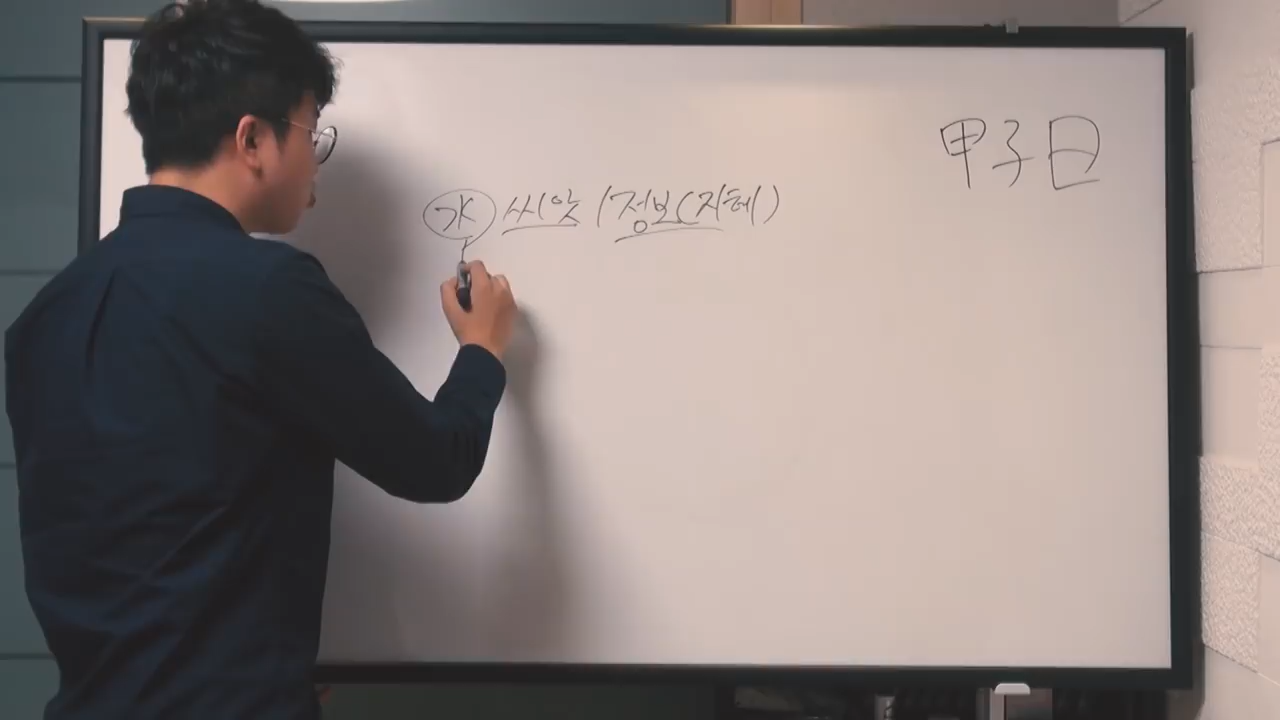 甲子日
水 씨앗 / 정보(지혜)